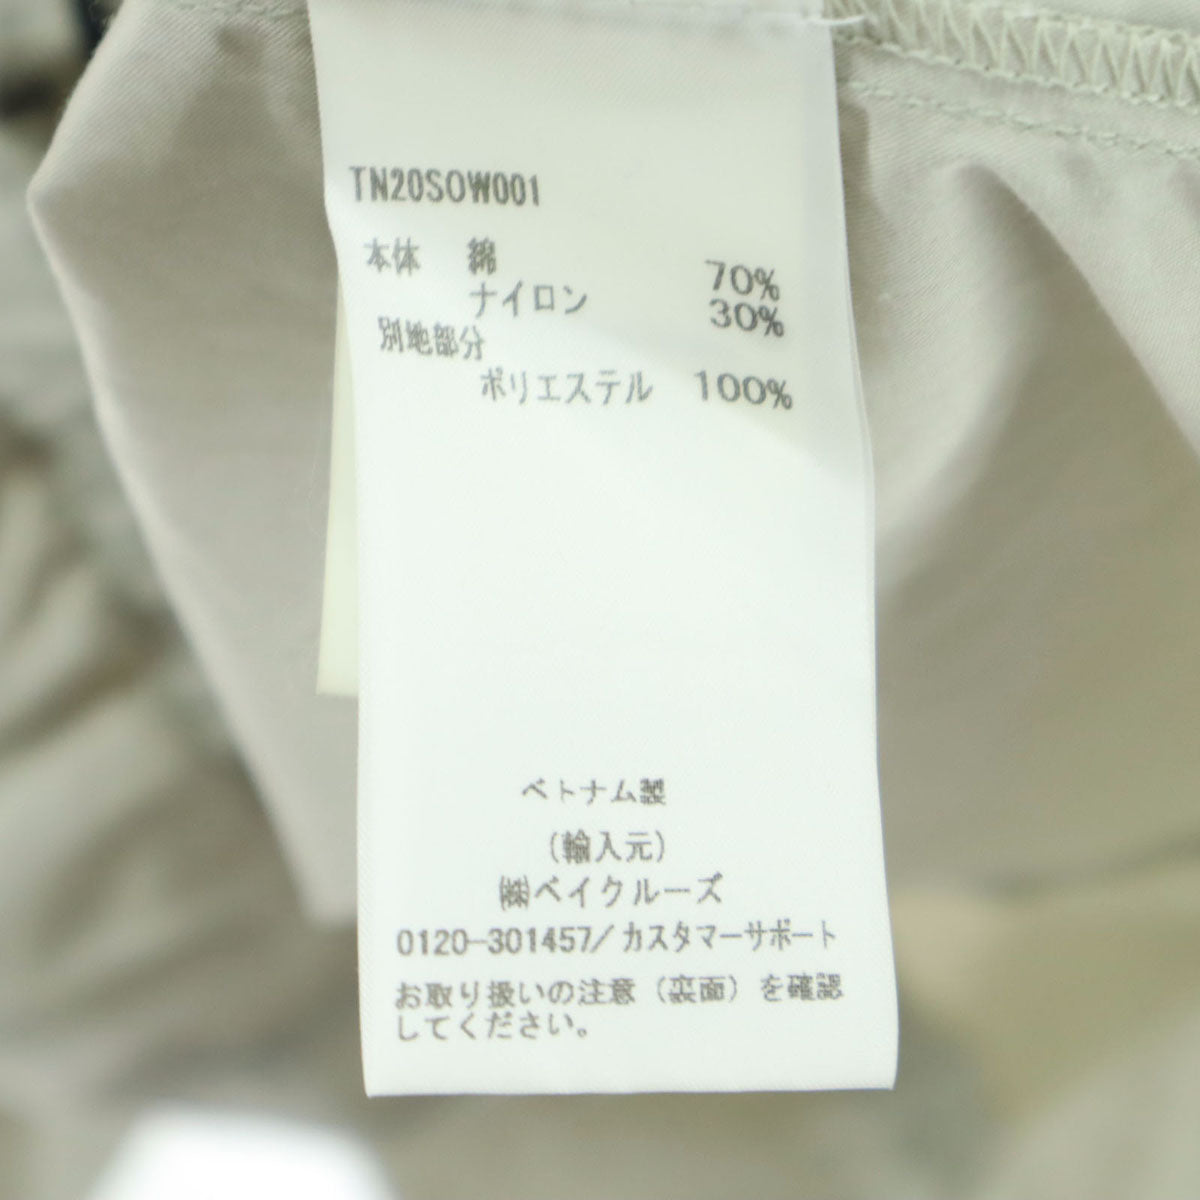 TN20SOW001
本体 綿 70%
ナイロン 30%
別地部分
ポリエステル 100%
ベトナム製
(輸入元)
㈱ベイクルーズ
0120-301457/カスタマーサポート
お取り扱いの注意(裏面)を確認
してください。